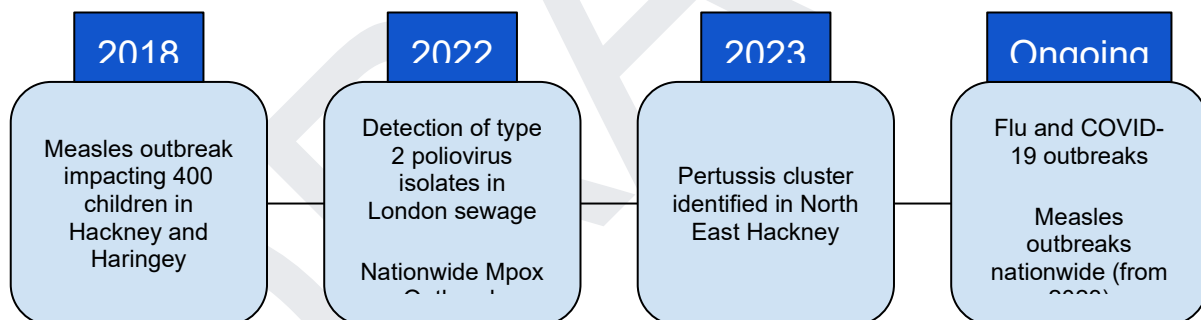 2018
2022
2023
Ongoing
Measles outbreak
impacting 400
children in
Hackney and
Haringey
Detection of type
2 poliovirus
isolates in
London sewage
Nationwide Mpox
Pertussis cluster
identified in North
East Hackney
Flu and COVID-
19 outbreaks
Measles
outbreaks
nationwide (from